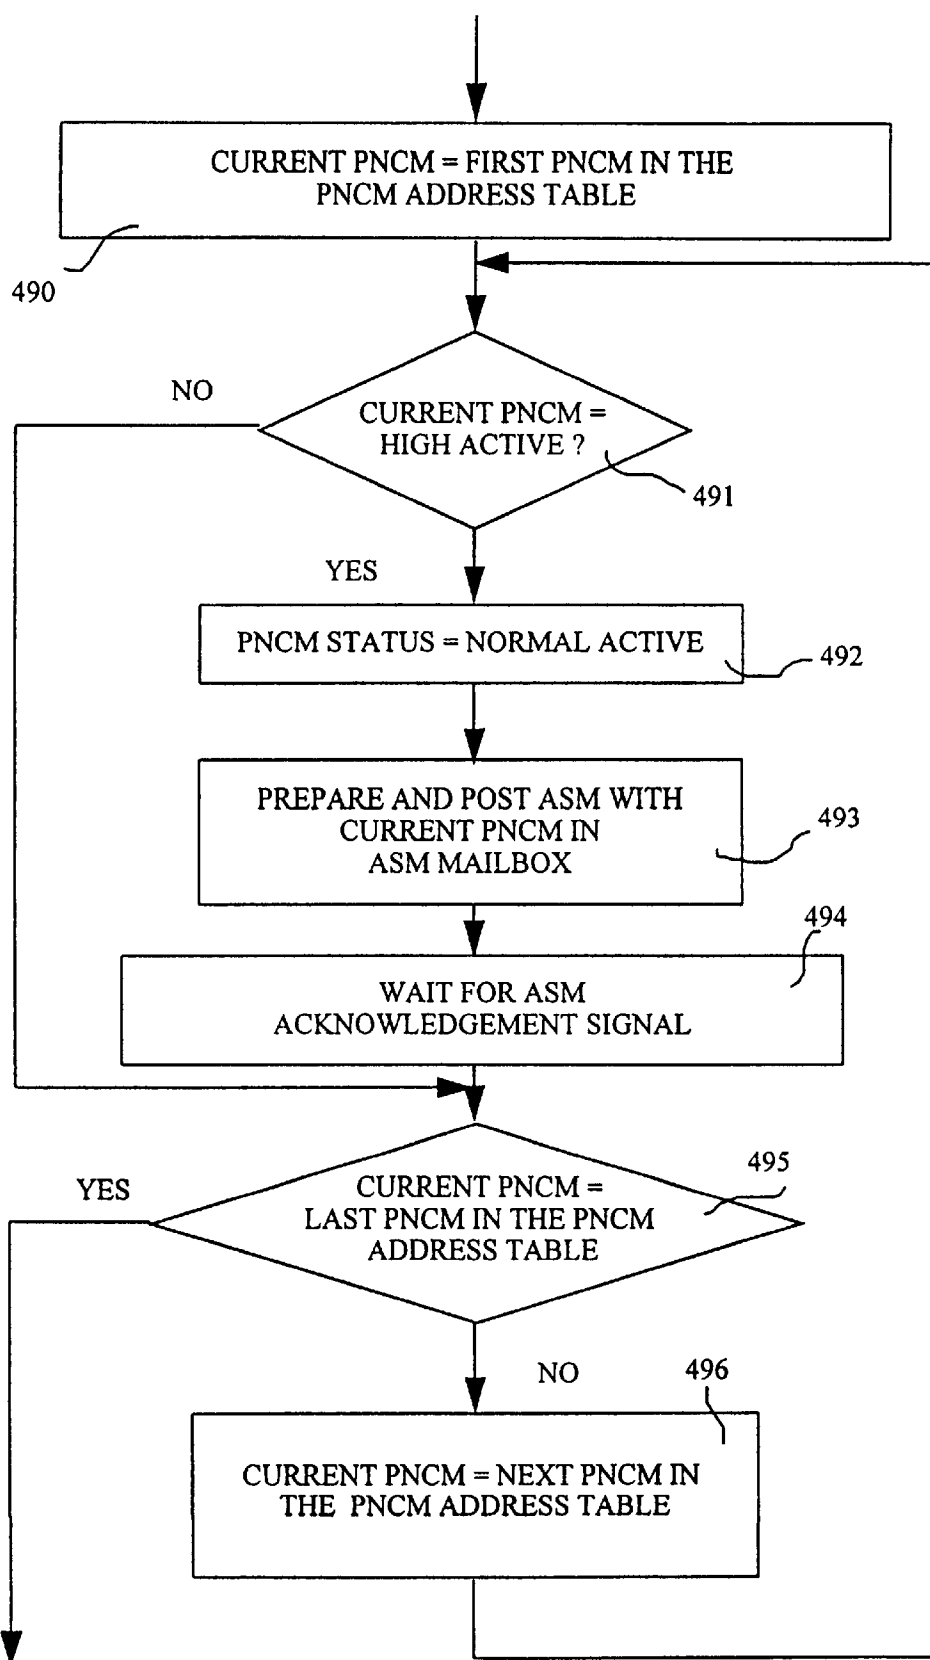 CURRENT PNCM = FIRST PNCM IN THE
PNCM ADDRESS TABLE
490
NO
CURRENT PNCM =
HIGH ACTIVE ?
491
YES
PNCM STATUS = NORMAL ACTIVE
492
PREPARE AND POST ASM WITH
CURRENT PNCM IN
ASM MAILBOX
493
494
WAIT FOR ASM
ACKNOWLEDGEMENT SIGNAL
495
YES
CURRENT PNCM =
LAST PNCM IN THE PNCM
ADDRESS TABLE
NO
496
CURRENT PNCM = NEXT PNCM IN
THE PNCM ADDRESS TABLE